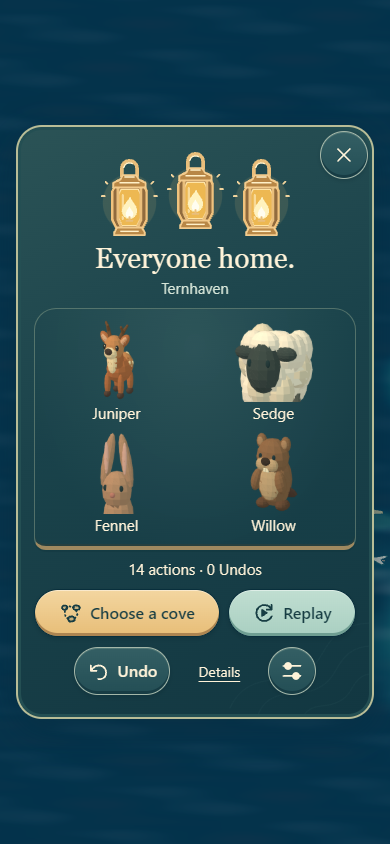 Everyone home.
Ternhaven
Juniper
Sedge
Fennel
Willow
14 actions · 0 Undos
Choose a cove
Replay
Undo
Details